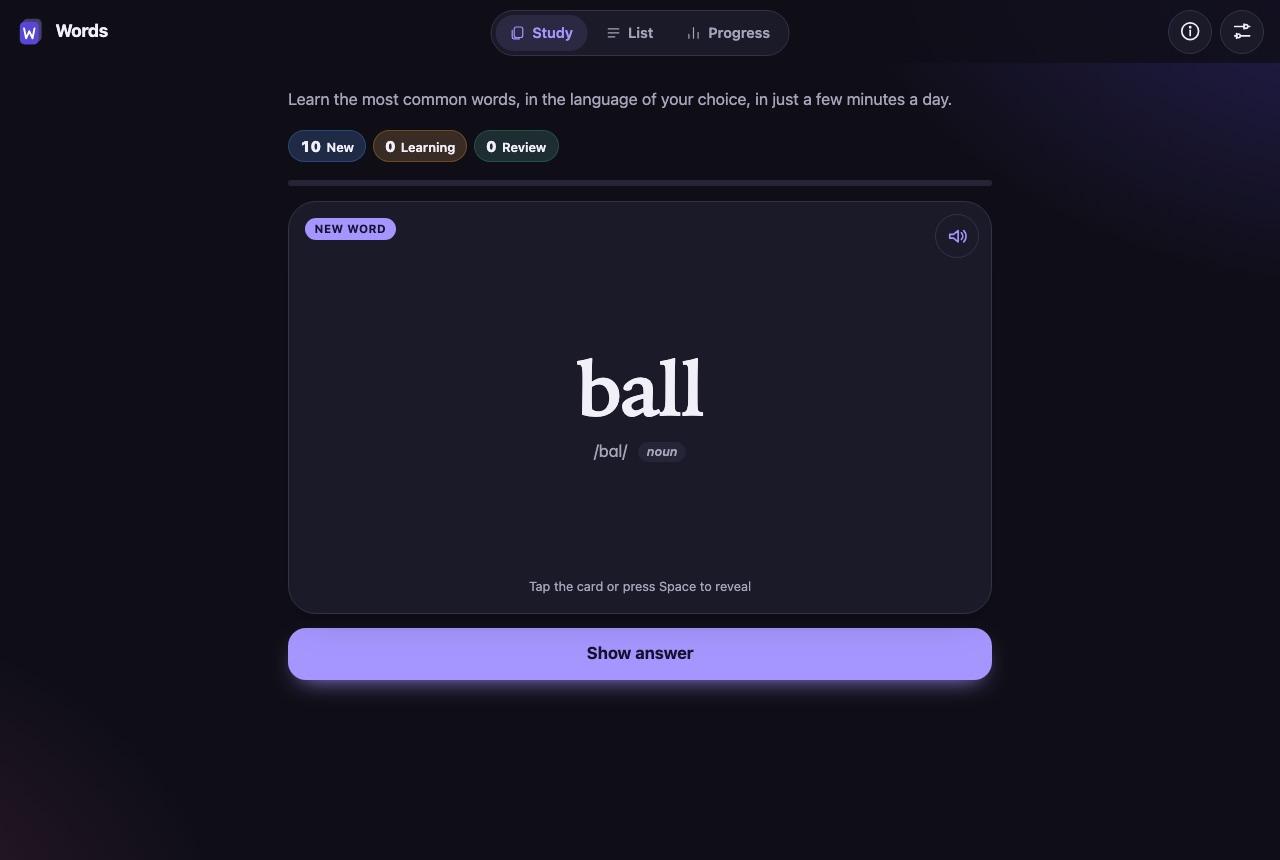 W Words
Study List Progress
Learn the most common words, in the language of your choice, in just a few minutes a day.
10 New 0 Learning 0 Review
NEW WORD
ball
/bal/ noun
Tap the card or press Space to reveal
Show answer